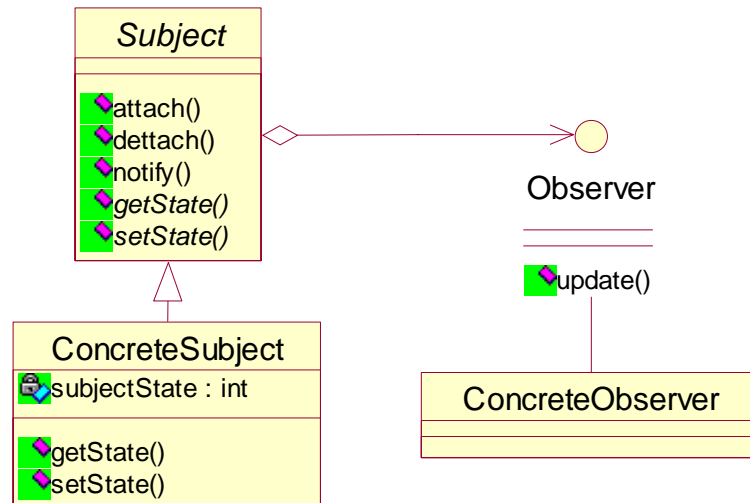 Subject
attach()
dettach()
notify()
getState()
setState()
Observer
update()
ConcreteSubject
subjectState : int
getState()
setState()
ConcreteObserver